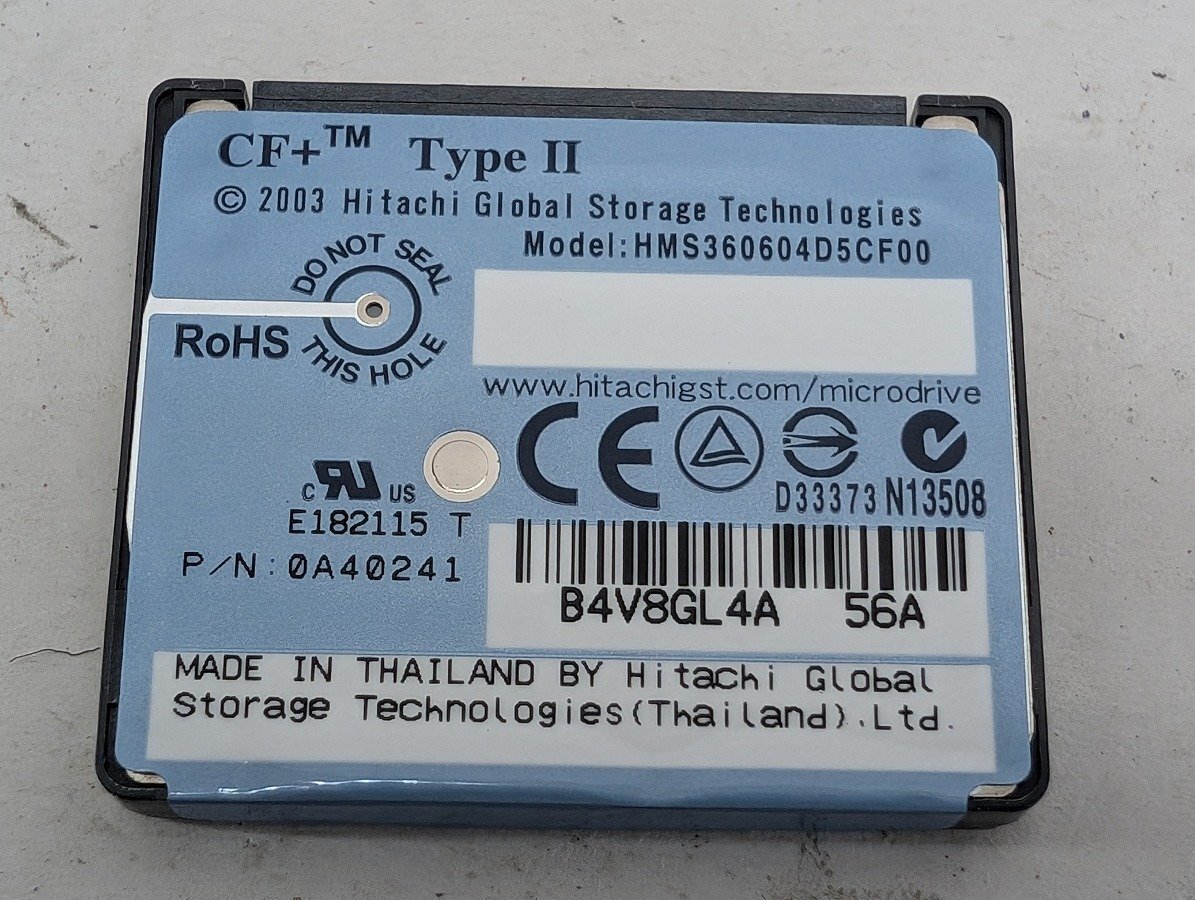 CF+™ Type II
© 2003 Hitachi Global Storage Technologies
Model:HMS360604D5CF00
DO NOT SEAL
THIS HOLE
RoHS
www.hitachigst.com/microdrive
CE
D33373 N13508
c RU US
E182115 T
P/N:0A40241
B4V8GL4A 56A
MADE IN THAILAND BY Hitachi Global
Storage Technologies(Thailand).Ltd.